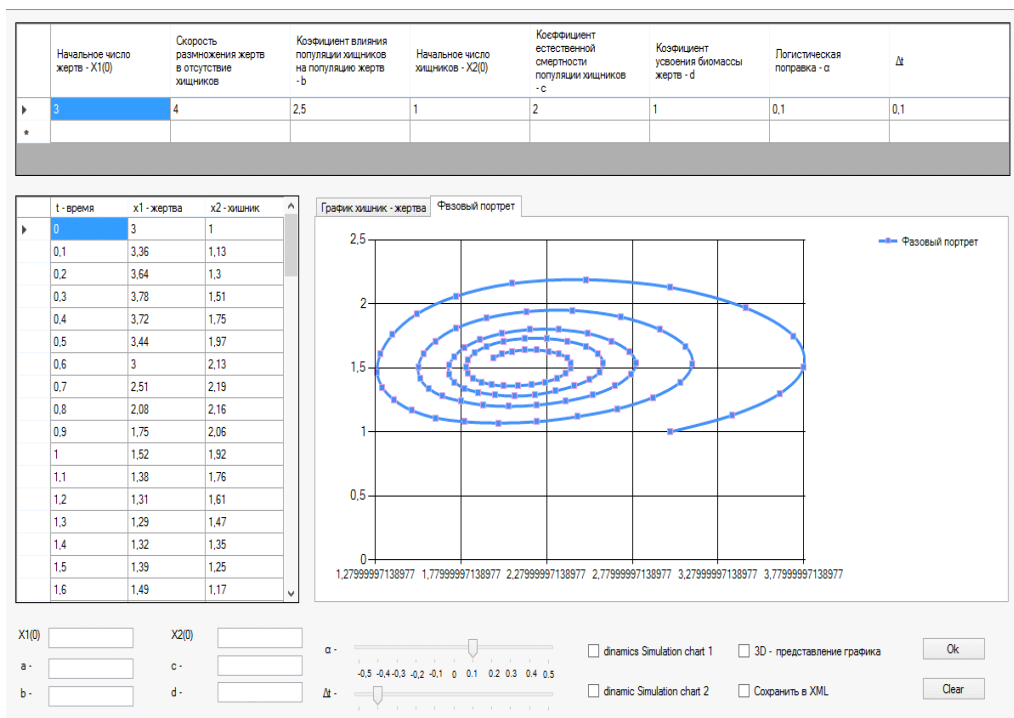 Начальное число жертв - X1(0)
Скорость размножения жертв в отсутствие хищников
Коэфициент влияния популяции хищников на популяцию жертв - b
Начальное число хищников - X2(0)
Коеффициент естественной смертности популяции хищников - c
Коэфициент усвоения биомассы жертв - d
Логистическая поправка - α
Δt
3 4 2,5 1 2 1 0,1 0,1
*
t - время x1 - жертва x2 - хишник
0 3 1
0,1 3,36 1,13
0,2 3,64 1,3
0,3 3,78 1,51
0,4 3,72 1,75
0,5 3,44 1,97
0,6 3 2,13
0,7 2,51 2,19
0,8 2,08 2,16
0,9 1,75 2,06
1 1,52 1,92
1,1 1,38 1,76
1,2 1,31 1,61
1,3 1,29 1,47
1,4 1,32 1,35
1,5 1,39 1,25
1,6 1,49 1,17
График хишник - жертва Фвзовый портрет
Фазовый портрет
2,5
2
1,5
1
0,5
0
1,27999997138977 1,77999997138977 2,27999997138977 2,77999997138977 3,27999997138977 3,77999997138977
X1(0) X2(0)
a - c -
b - d -
α -
-0,5 -0,4 -0,3 -0,2 -0,1 0 0.1 0.2 0.3 0.4 0.5
Δt -
dinamics Simulation chart 1 3D - представление графика Ok
dinamic Simulation chart 2 Сохранить в XML Clear